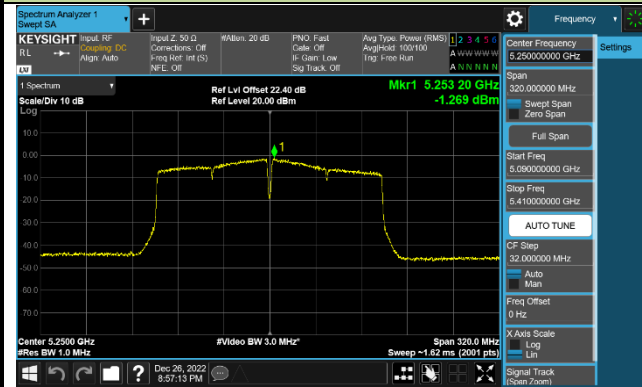 Spectrum Analyzer 1
Swept SA
Frequency
KEYSIGHT
RL
LXI
Input: RF
Coupling: DC
Align: Auto
Input Z: 50 Ω
Corrections: Off
Freq Ref: Int (S)
NFE: Off
#Atten: 20 dB
PNO: Fast
Gate: Off
IF Gain: Low
Sig Track: Off
Avg Type: Power (RMS)
Avg|Hold: 100/100
Trig: Free Run
1 2 3 4 5 6
A W W W W W
A N N N N N
1 Spectrum
Scale/Div 10 dB
Log
Ref Lvl Offset 22.40 dB
Ref Level 20.00 dBm
Mkr1 5.253 20 GHz
-1.269 dBm
1
10.0
0.00
-10.0
-20.0
-30.0
-40.0
-50.0
-60.0
-70.0
Center 5.2500 GHz
#Res BW 1.0 MHz
#Video BW 3.0 MHz*
Span 320.0 MHz
Sweep ~1.62 ms (2001 pts)
Dec 26, 2022
8:57:13 PM
Center Frequency
5.250000000 GHz
Settings
Span
320.000000 MHz
Swept Span
Zero Span
Full Span
Start Freq
5.090000000 GHz
Stop Freq
5.410000000 GHz
AUTO TUNE
CF Step
32.000000 MHz
Auto
Man
Freq Offset
0 Hz
X Axis Scale
Log
Lin
Signal Track
(Span Zoom)